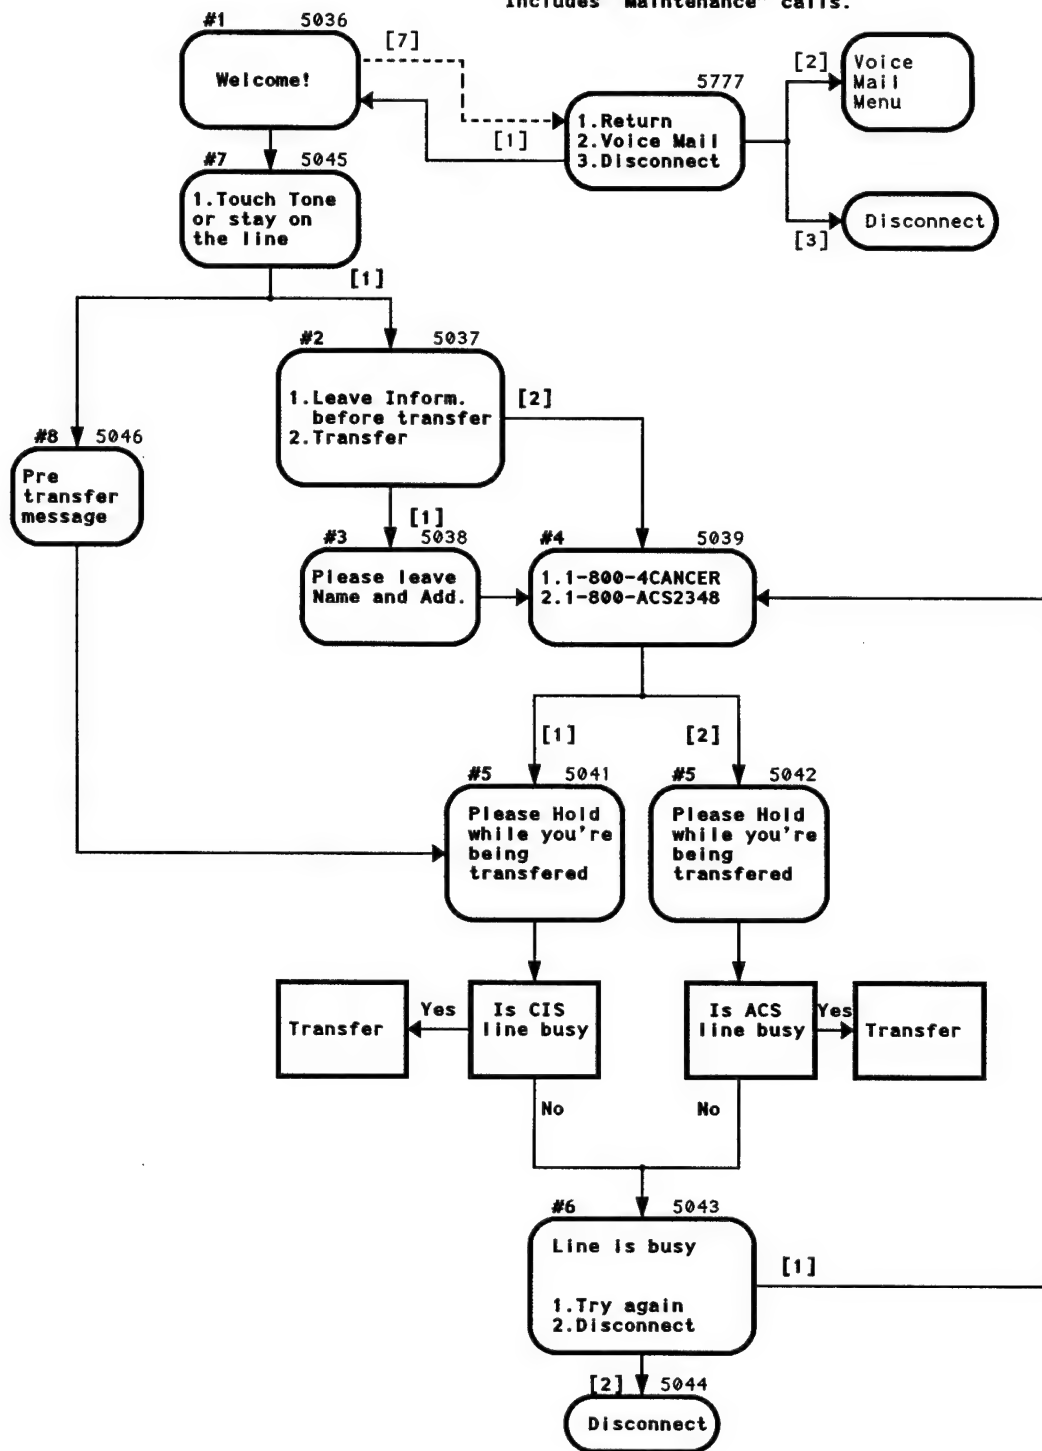 Includes "Maintenance" calls.
#1 5036
Welcome!
[7]
5777
1.Return
2.Voice Mail
3.Disconnect
[1]
[2]
Voice
Mail
Menu
[3]
Disconnect
#7 5045
1.Touch Tone
or stay on
the line
[1]
#2 5037
1.Leave Inform.
before transfer
2.Transfer
[2]
#8 5046
Pre
transfer
message
[1]
#3 5038
Please leave
Name and Add.
#4 5039
1.1-800-4CANCER
2.1-800-ACS2348
[1]
[2]
#5 5041
Please Hold
while you're
being
transfered
#5 5042
Please Hold
while you're
being
transfered
Transfer
Yes
Is CIS
line busy
Is ACS
line busy
Yes
Transfer
No
No
#6 5043
Line is busy
1.Try again
2.Disconnect
[1]
[2] 5044
Disconnect